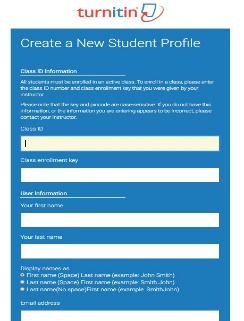 turnitin
Create a New Student Profile
Class ID Information
All students must be enrolled in an active class. To enroll in a class, please enter
the class ID number and class enrollment key that you were given by your
instructor.
Please note that the key and pincode are case-sensitive. If you do not have this
information, or the information you are entering appears to be incorrect, please
contact your instructor.
Class ID
Class enrollment key
User Information
Your first name
Your last name
Display names as
First name (Space) Last name (example: John Smith)
Last name (Space) First name (example: Smith John)
Last name(No space)First name (example: SmithJohn)
Email address